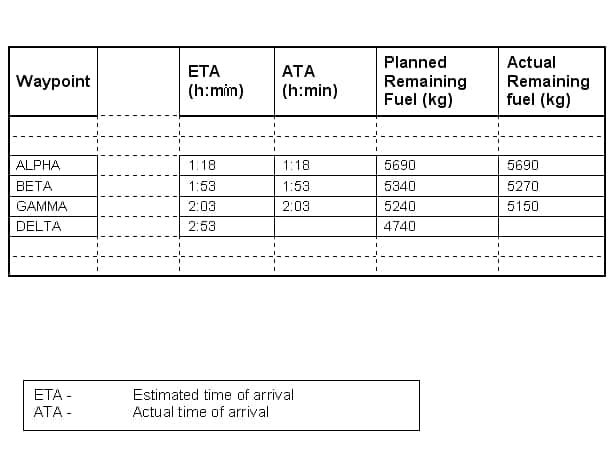 Waypoint ETA (h:min) ATA (h:min) Planned Remaining Fuel (kg) Actual Remaining fuel (kg)
ALPHA 1:18 1:18 5690 5690
BETA 1:53 1:53 5340 5270
GAMMA 2:03 2:03 5240 5150
DELTA 2:53 4740
ETA - Estimated time of arrival
ATA - Actual time of arrival